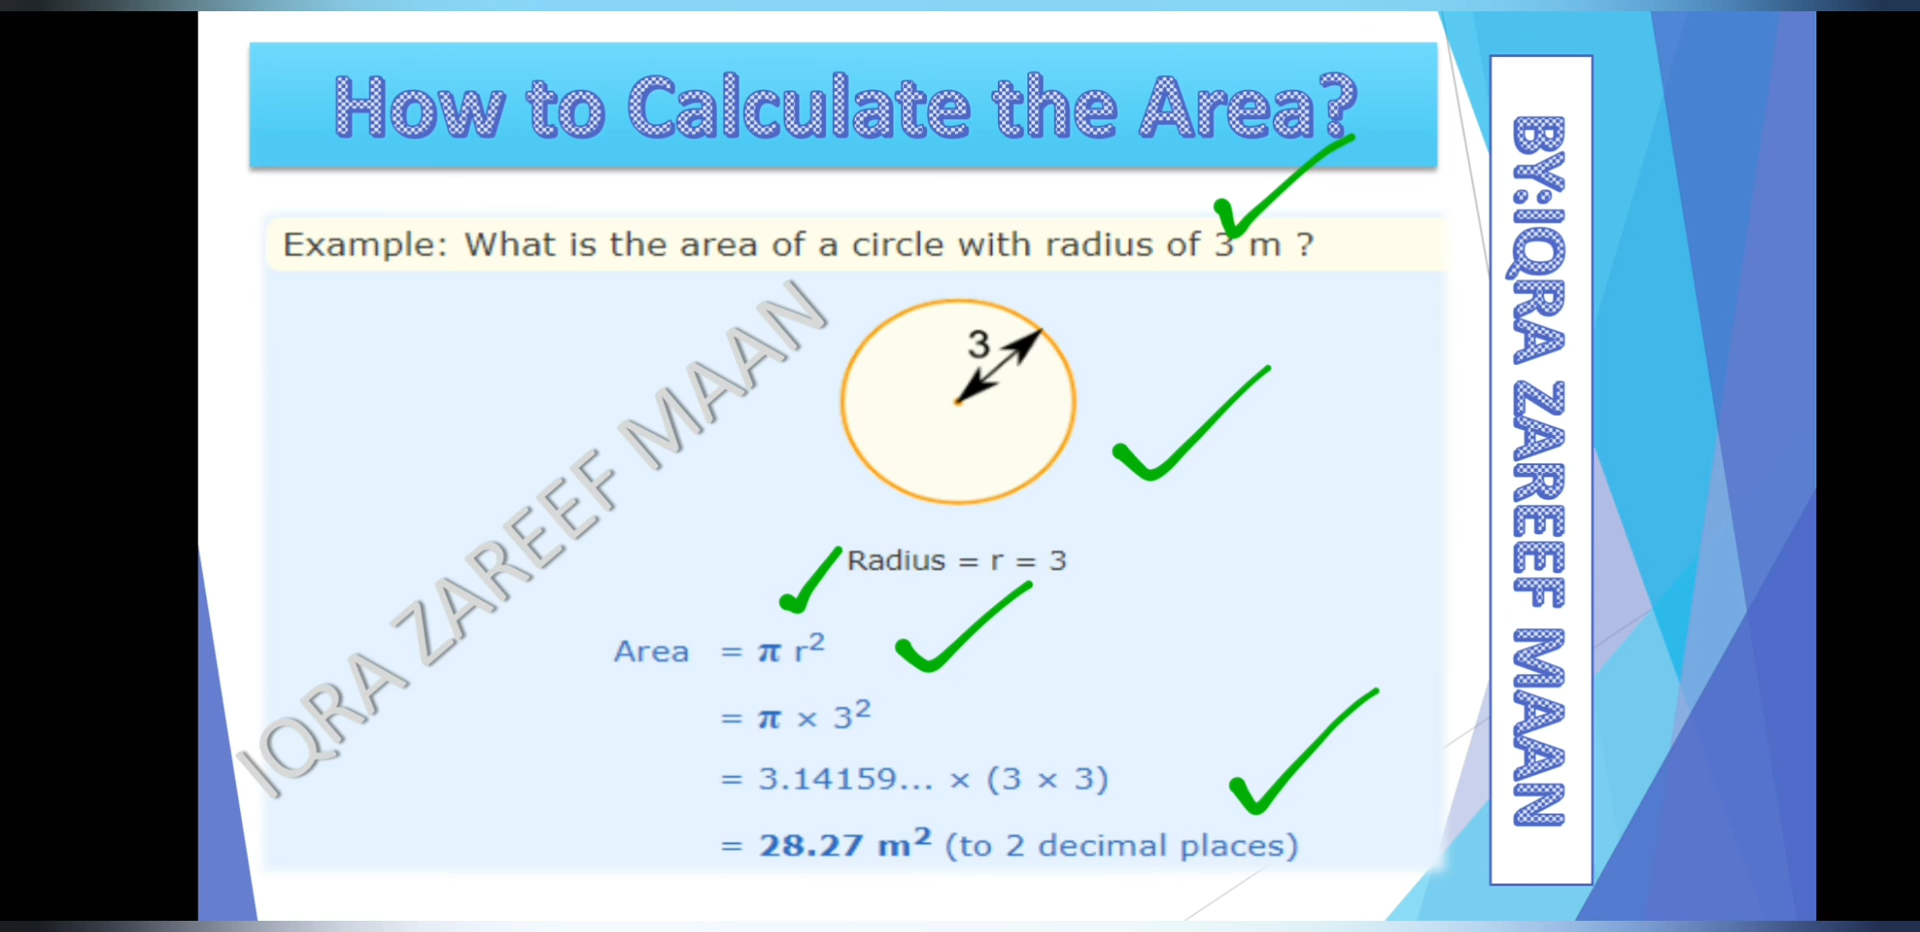 How to Calculate the Area?
Example: What is the area of a circle with radius of 3 m ?
3
Radius = r = 3
Area = π r²
= π × 3²
= 3.14159... × (3 × 3)
= 28.27 m² (to 2 decimal places)
IQRA ZAREEF MAAN
BY:IQRA ZAREEF MAAN